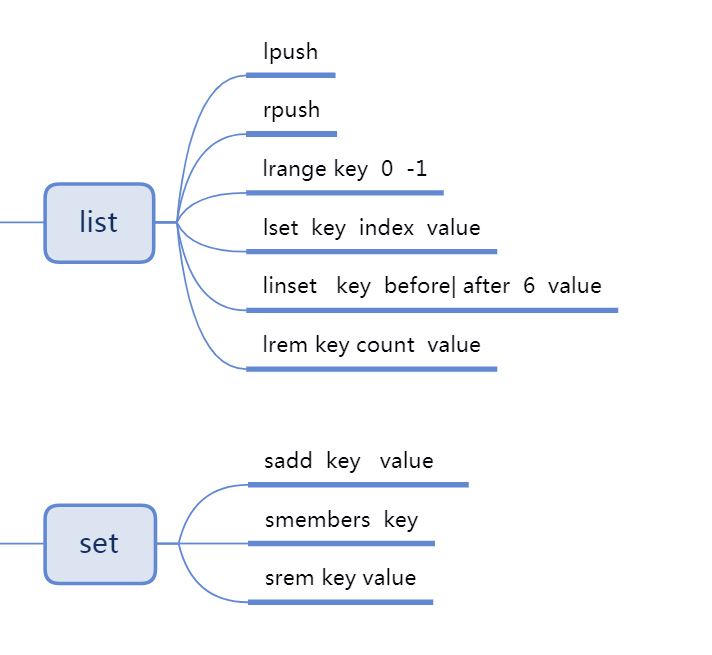 lpush
rpush
lrange key 0 -1
list
lset key index value
linset key before| after 6 value
lrem key count value
sadd key value
smembers key
set
srem key value